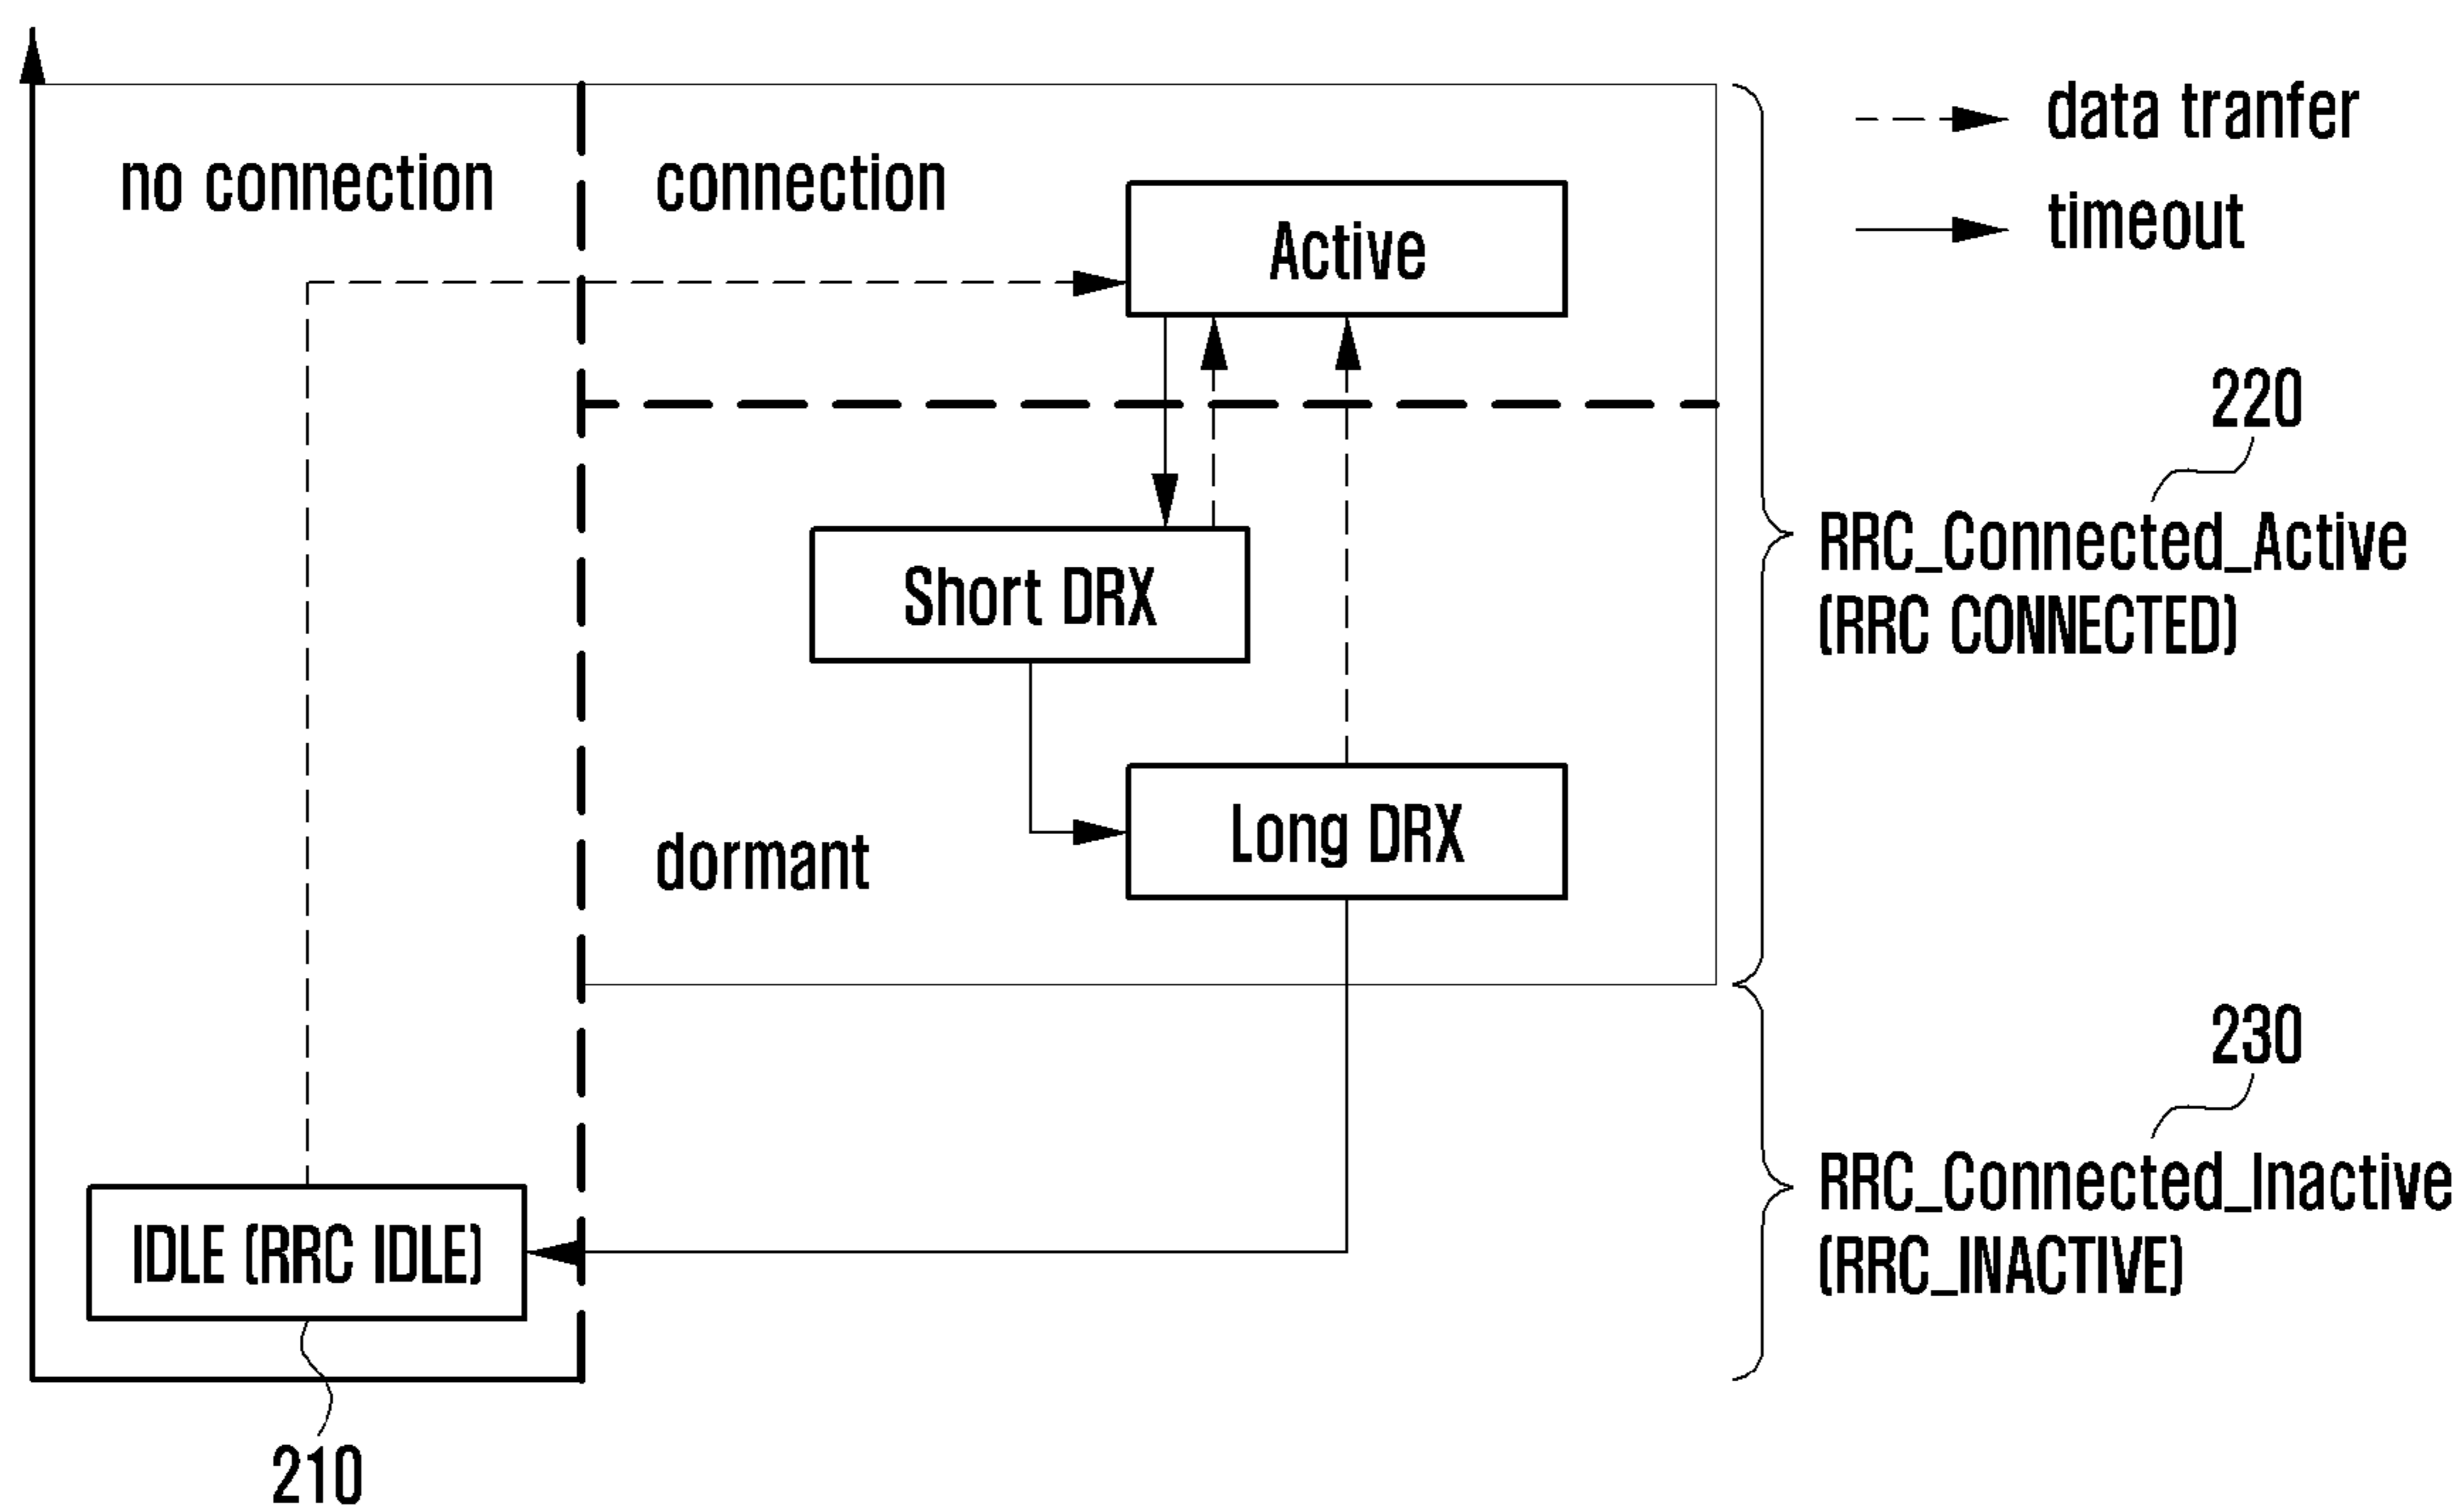 no connection
connection
Active
data tranfer
timeout
220
RRC_Connected_Active
(RRC CONNECTED)
Short DRX
Long DRX
dormant
230
RRC_Connected_Inactive
(RRC_INACTIVE)
IDLE (RRC IDLE)
210